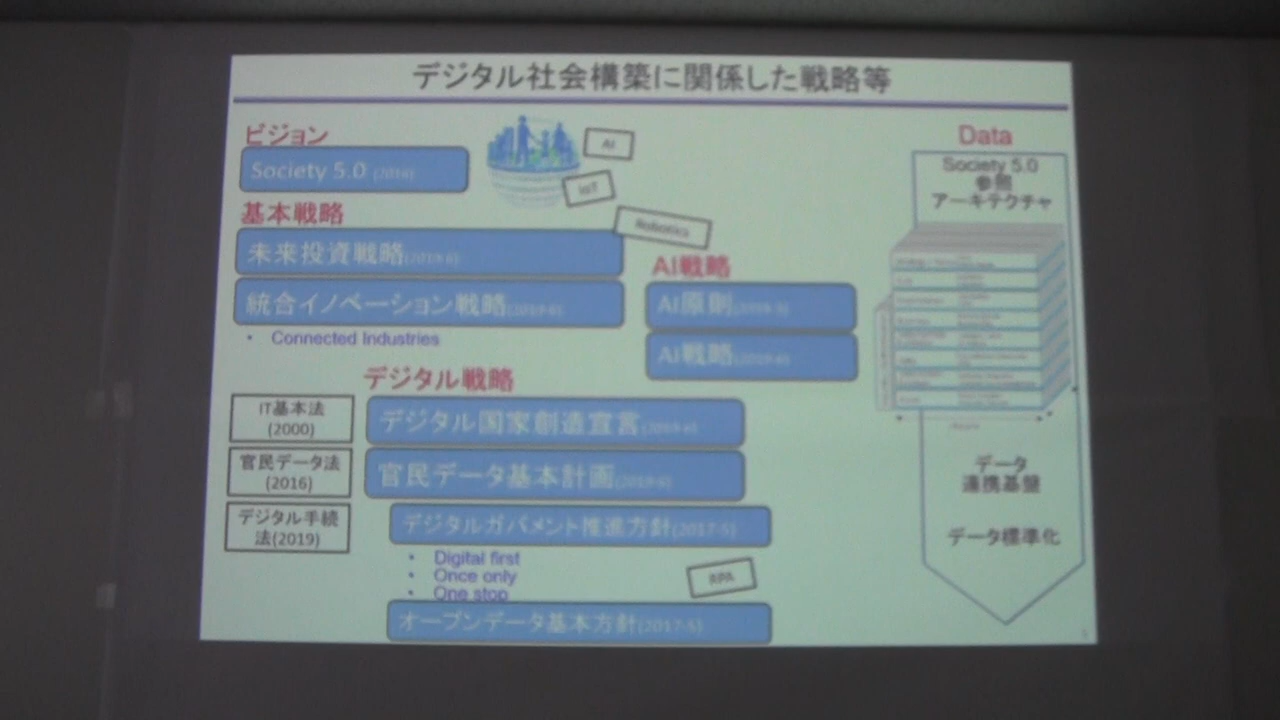 デジタル社会構築に関係した戦略等
ビジョン
Society 5.0
AI
IoT
Robotics
基本戦略
未来投資戦略
統合イノベーション戦略
• Connected Industries
AI戦略
AI原則
AI戦略
デジタル戦略
IT基本法
(2000)
官民データ法
(2016)
デジタル手続
法(2019)
デジタル国家創造宣言
官民データ基本計画
デジタルガバメント推進方針(2017-5)
• Digital first
• Once only
• One stop
RPA
オープンデータ基本方針(2017-5)
Data
Society 5.0
参照
アーキテクチャ
データ
連携基盤
データ標準化